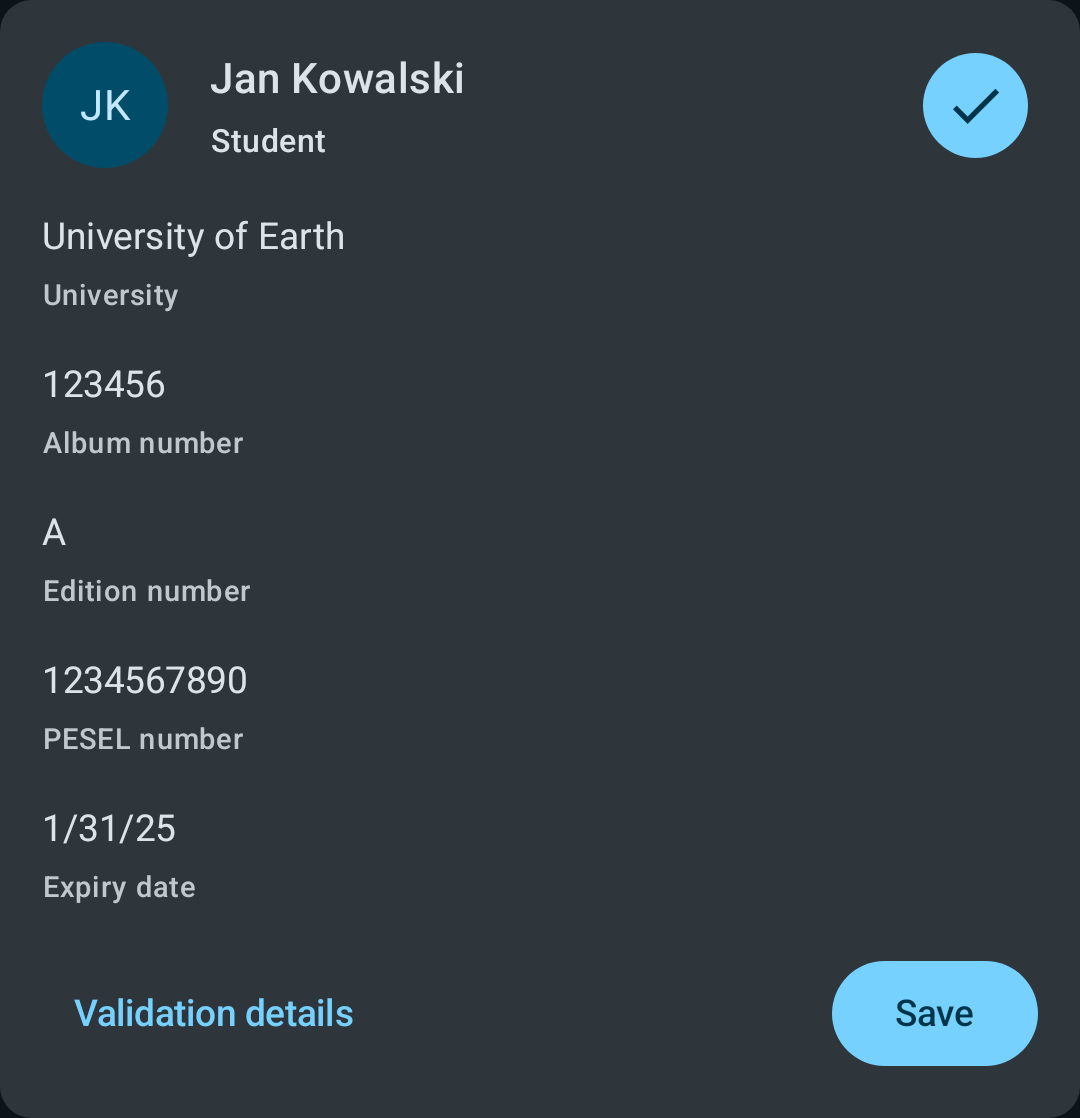 JK
Jan Kowalski
Student
University of Earth
University
123456
Album number
A
Edition number
1234567890
PESEL number
1/31/25
Expiry date
Validation details
Save